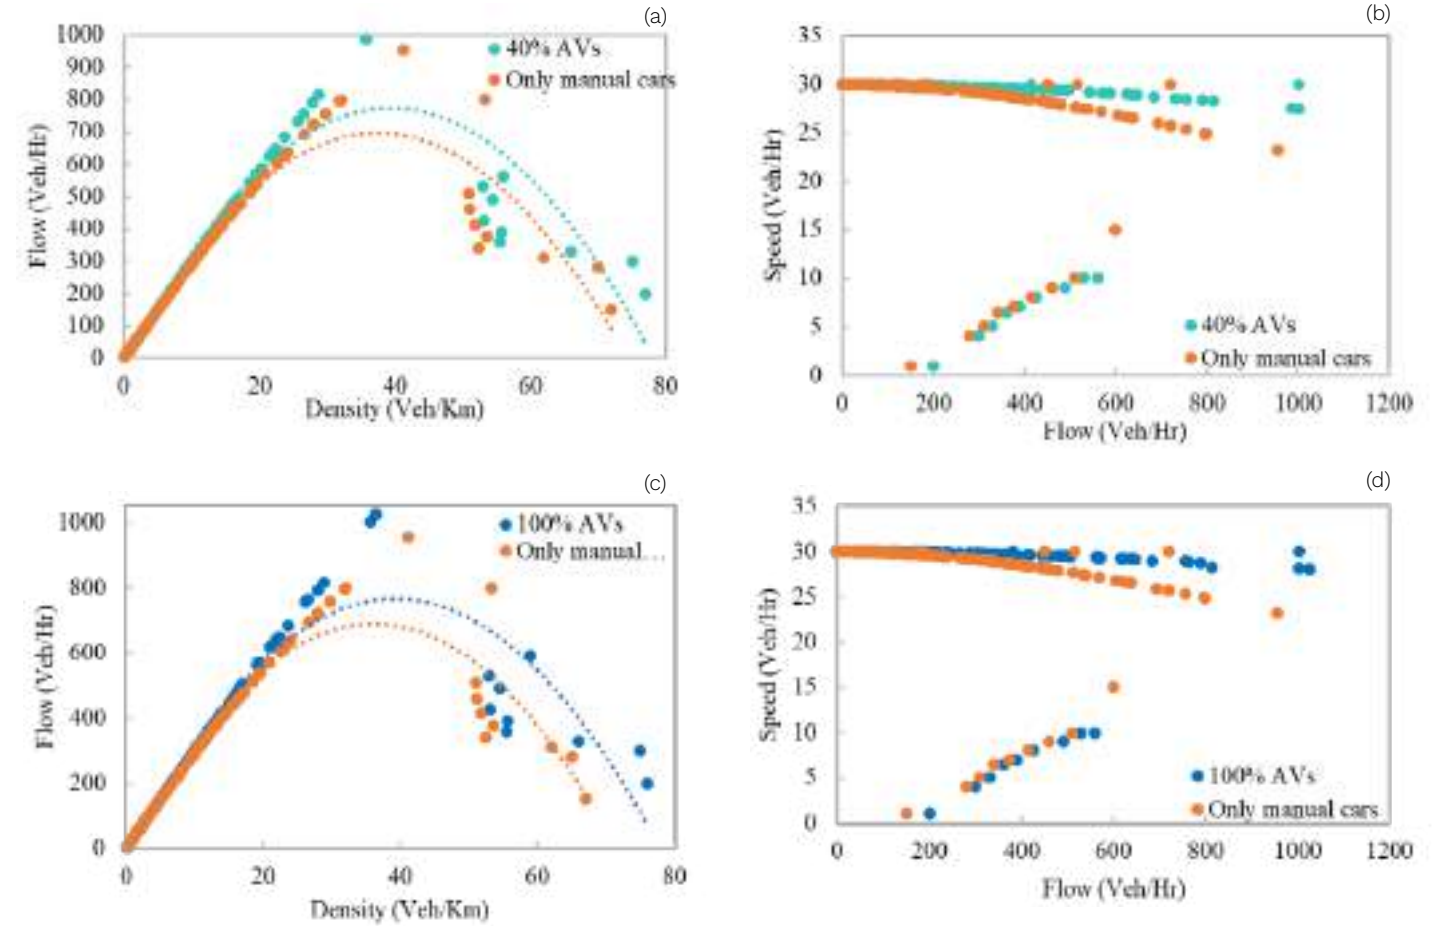 (a)
1000
900
800
700
600
500
400
300
200
100
0
Flow (Veh/Hr)
40% AVs
Only manual cars
0 20 40 60 80
Density (Veh/Km)
(b)
35
30
25
20
15
10
5
0
Speed (Veh/Hr)
40% AVs
Only manual cars
0 200 400 600 800 1000 1200
Flow (Veh/Hr)
(c)
1000
800
600
400
200
0
Flow (Veh/Hr)
100% AVs
Only manual...
0 20 40 60 80
Density (Veh/Km)
(d)
35
30
25
20
15
10
5
0
Speed (Veh/Hr)
100% AVs
Only manual cars
0 200 400 600 800 1000 1200
Flow (Veh/Hr)